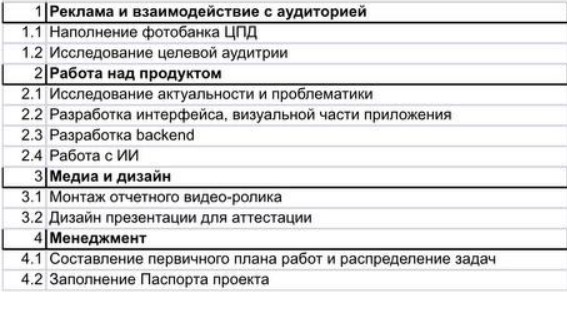 1 Реклама и взаимодействие с аудиторией
1.1 Наполнение фотобанка ЦПД
1.2 Исследование целевой аудитрии
2 Работа над продуктом
2.1 Исследование актуальности и проблематики
2.2 Разработка интерфейса, визуальной части приложения
2.3 Разработка backend
2.4 Работа с ИИ
3 Медиа и дизайн
3.1 Монтаж отчетного видео-ролика
3.2 Дизайн презентации для аттестации
4 Менеджмент
4.1 Составление первичного плана работ и распределение задач
4.2 Заполнение Паспорта проекта